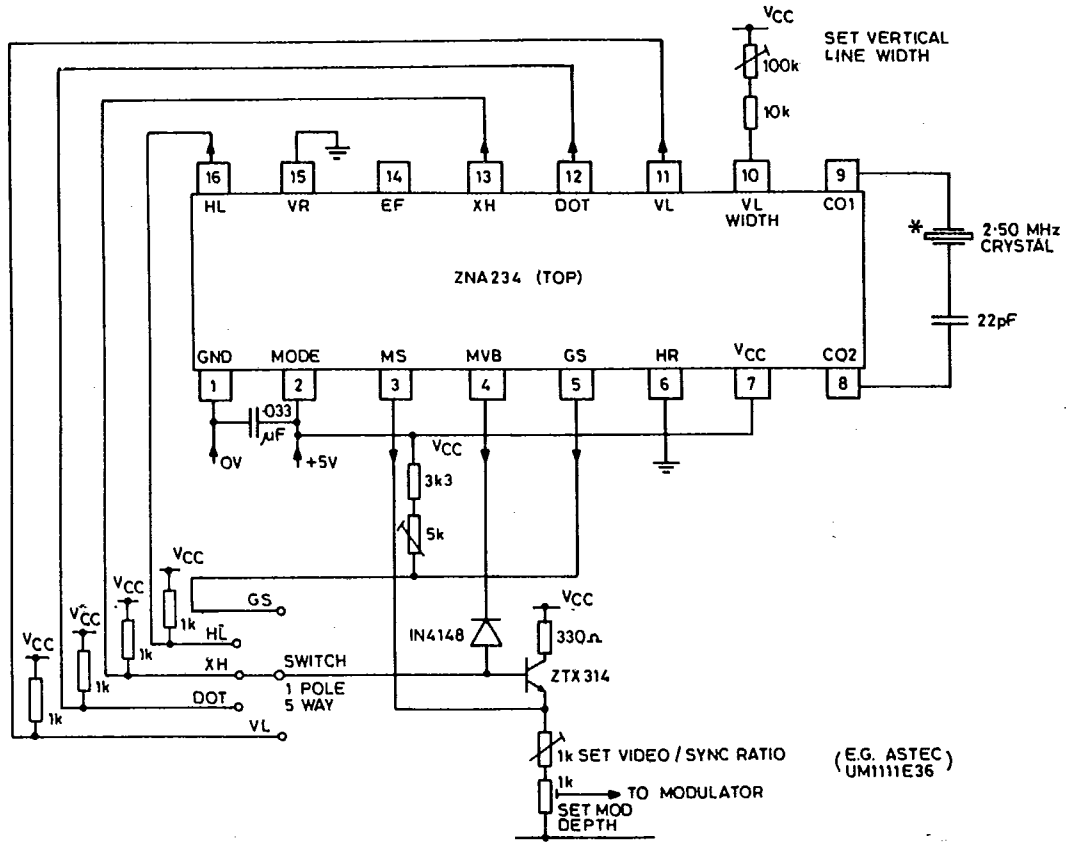 VCC
SET VERTICAL
LINE WIDTH
100k
10k
16
15
14
13
12
11
10
9
HL
VR
EF
XH
DOT
VL
VL
WIDTH
CO1
*
2·50 MHz
CRYSTAL
ZNA234 (TOP)
22pF
GND
MODE
MS
MVB
GS
HR
VCC
CO2
1
2
3
4
5
6
7
8
·033
µF
0V
+5V
VCC
3k3
5k
VCC
1k
VCC
1k
VCC
1k
VCC
1k
GS
HL
XH
DOT
VL
SWITCH
1 POLE
5 WAY
IN4148
VCC
330Ω
ZTX314
1k SET VIDEO / SYNC RATIO
(E.G. ASTEC
UM1111E36)
1k
TO MODULATOR
SET MOD
DEPTH